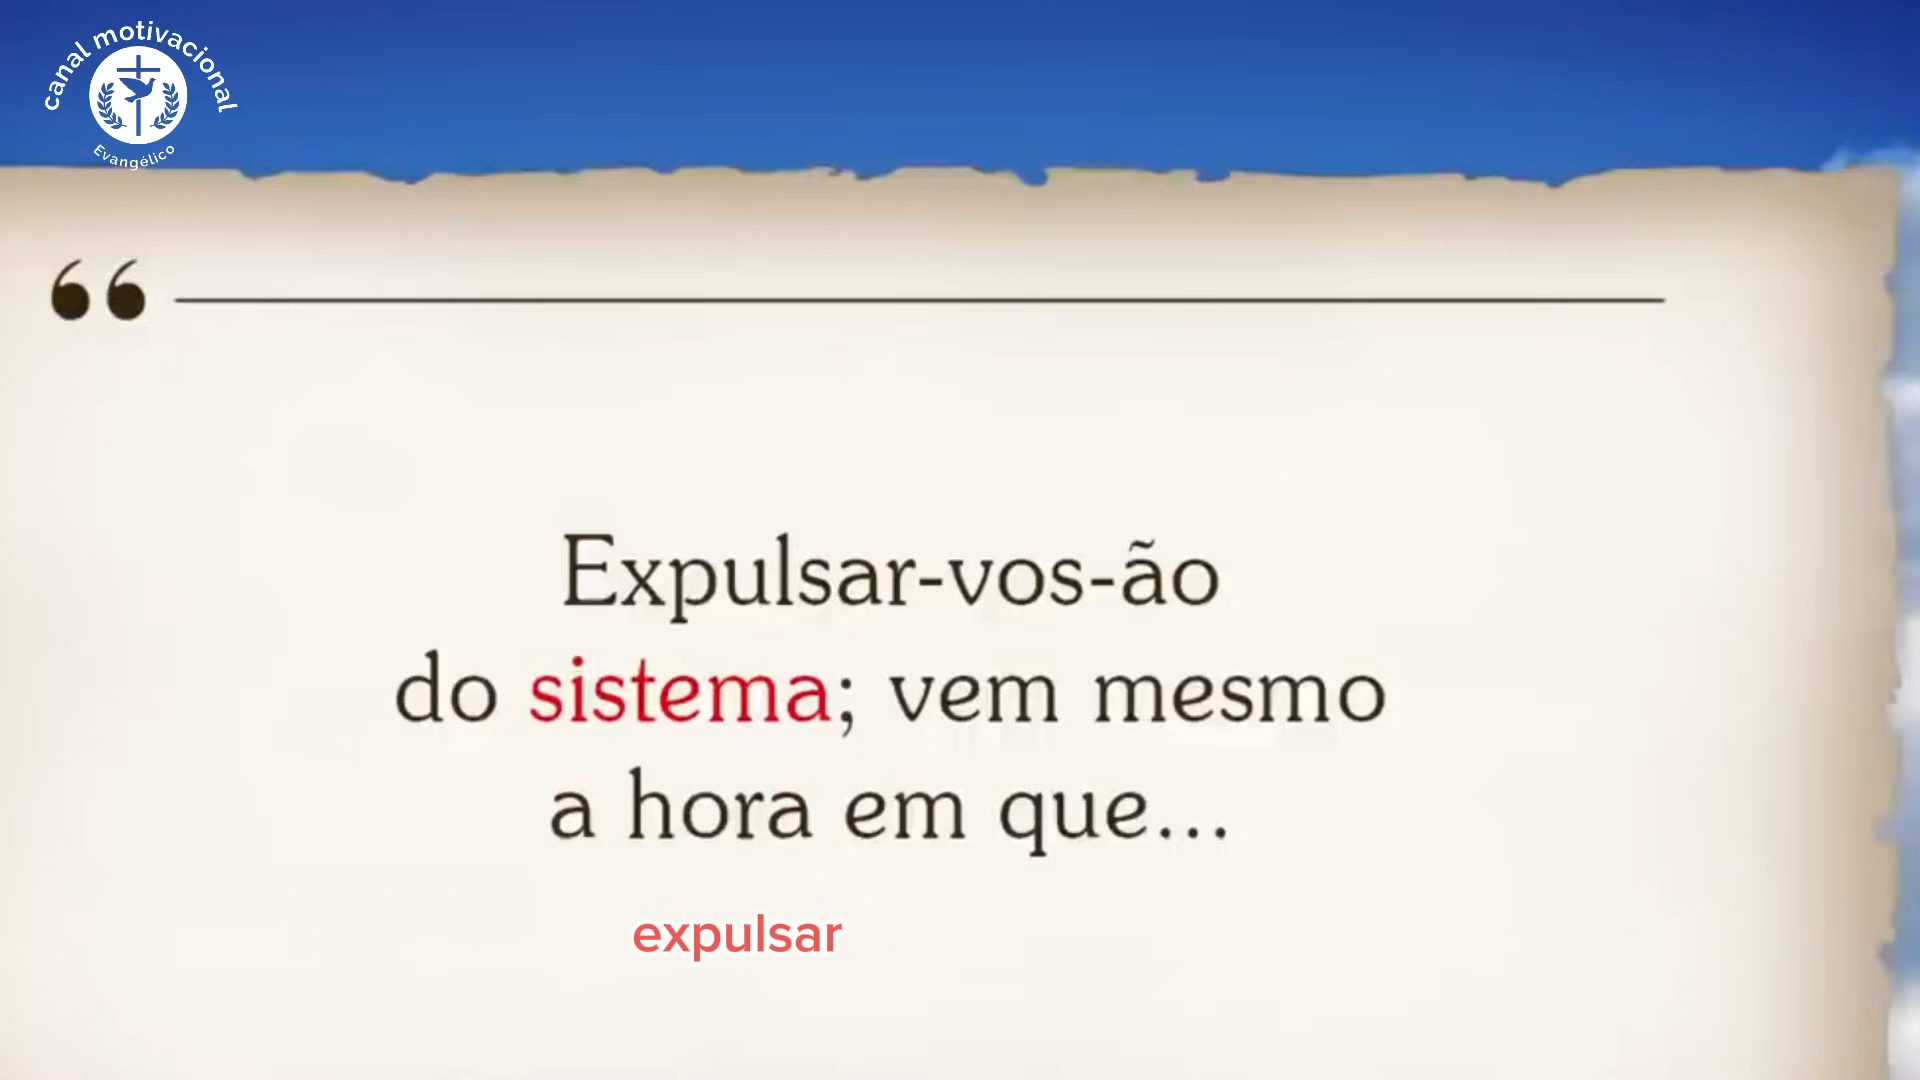 canal motivacional
Evangélico
“
Expulsar-vos-ão
do sistema; vem mesmo
a hora em que...
expulsar